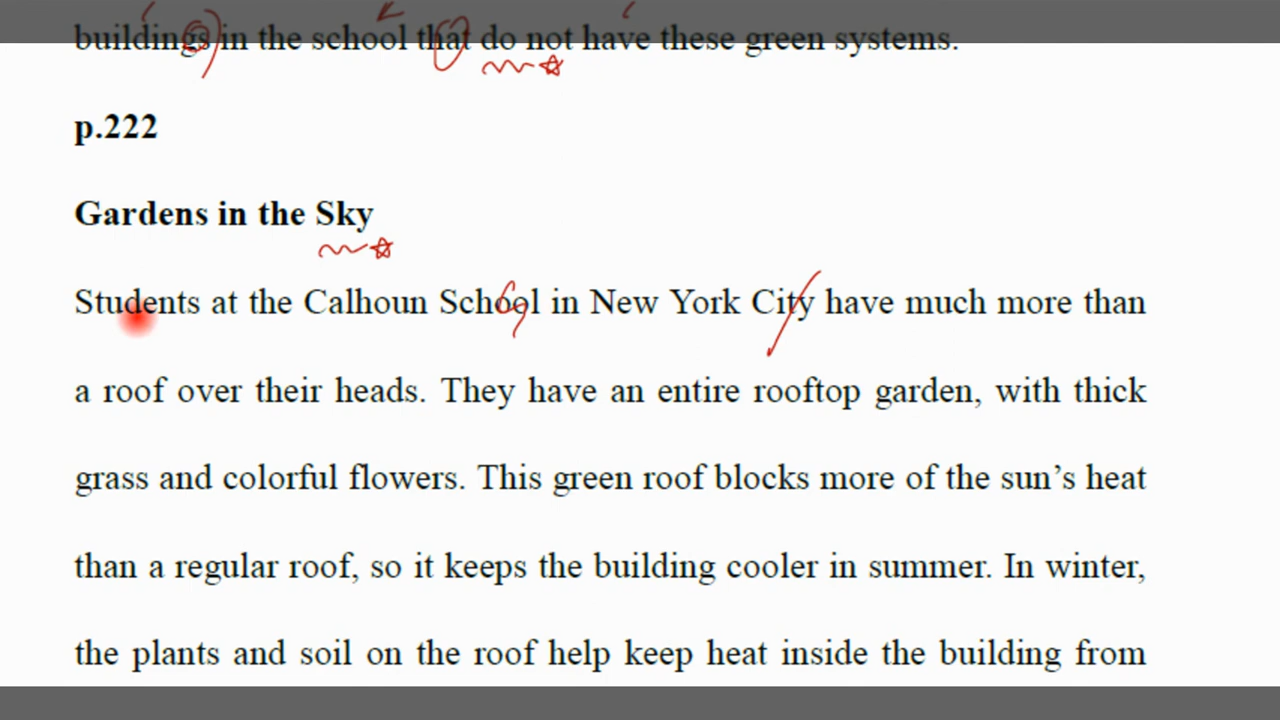 buildings in the school that do not have these green systems.
p.222
Gardens in the Sky
Students at the Calhoun School in New York City have much more than
a roof over their heads. They have an entire rooftop garden, with thick
grass and colorful flowers. This green roof blocks more of the sun’s heat
than a regular roof, so it keeps the building cooler in summer. In winter,
the plants and soil on the roof help keep heat inside the building from